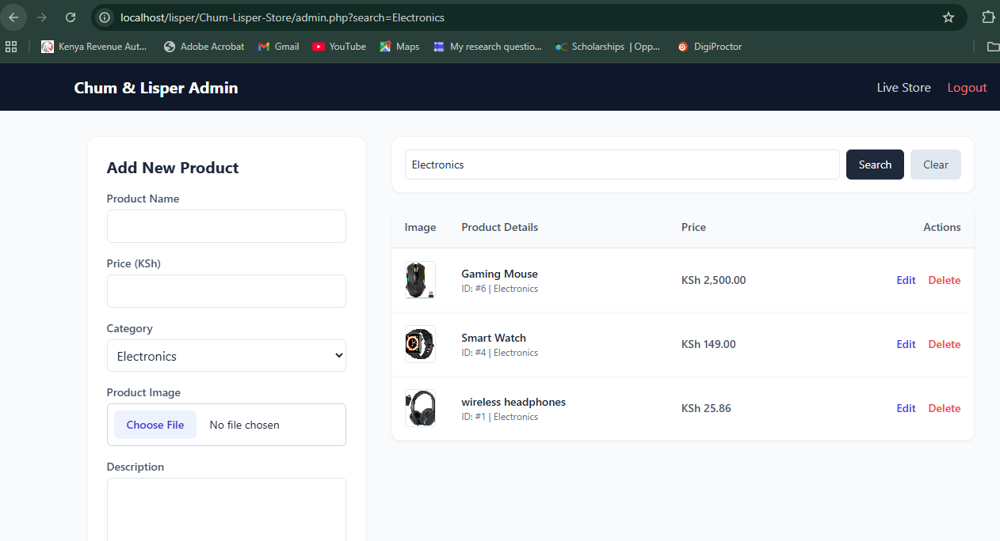 localhost/lisper/Chum-Lisper-Store/admin.php?search=Electronics
Kenya Revenue Aut... Adobe Acrobat Gmail YouTube Maps My research questio... Scholarships | Opp... DigiProctor
Chum & Lisper Admin Live Store Logout
Add New Product
Product Name
Price (KSh)
Category
Electronics
Product Image
Choose File No file chosen
Description
Electronics Search Clear
Image Product Details Price Actions
Gaming Mouse KSh 2,500.00 Edit Delete
ID: #6 | Electronics
Smart Watch KSh 149.00 Edit Delete
ID: #4 | Electronics
wireless headphones KSh 25.86 Edit Delete
ID: #1 | Electronics